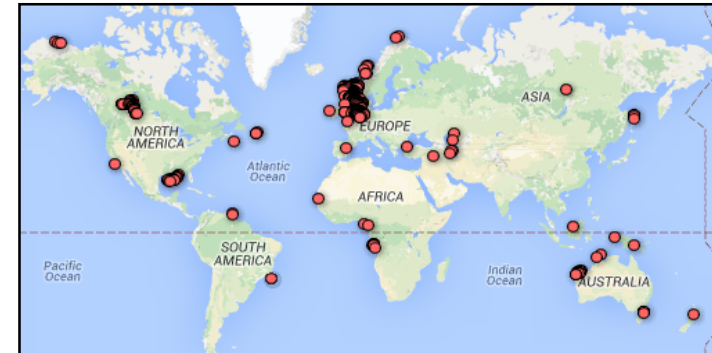 ASIA
NORTH
AMERICA
EUROPE
Atlantic
Ocean
AFRICA
SOUTH
AMERICA
Pacific
Ocean
Indian
Ocean
AUSTRALIA